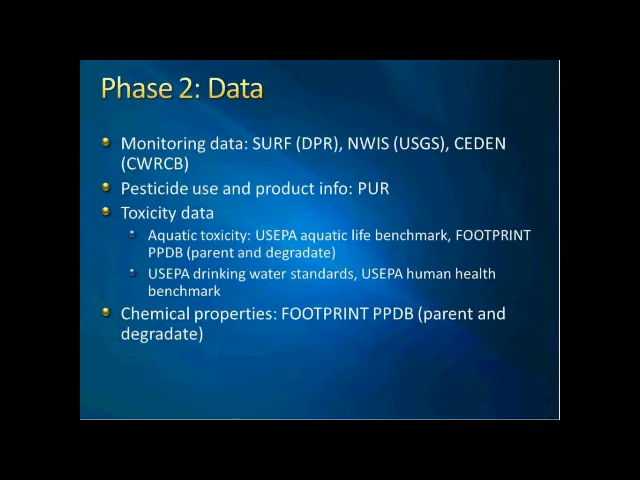 Phase 2: Data
Monitoring data: SURF (DPR), NWIS (USGS), CEDEN
(CWRCB)
Pesticide use and product info: PUR
Toxicity data
Aquatic toxicity: USEPA aquatic life benchmark, FOOTPRINT
PPDB (parent and degradate)
USEPA drinking water standards, USEPA human health
benchmark
Chemical properties: FOOTPRINT PPDB (parent and
degradate)